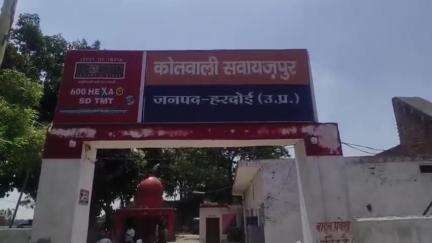 600 HEXA
SD TMT
कोतवाली सवायजपुर
जनपद-हरदोई (उ.प्र.)